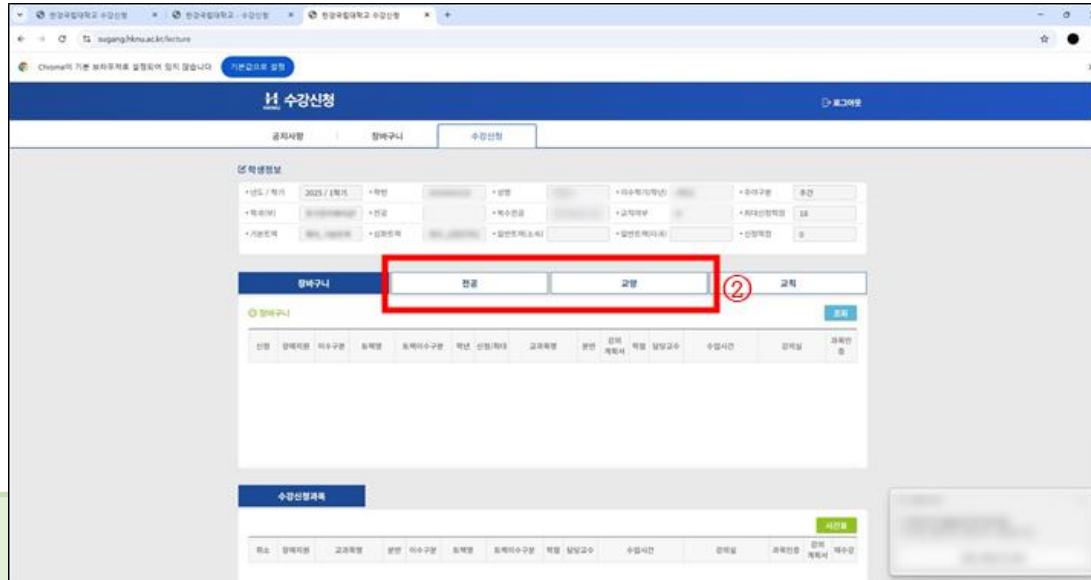 한경국립대학교 수강신청
한경국립대학교 - 수강신청
한경국립대학교 수강신청
sugang.hknu.ac.kr/lecture
Chrome이 기본 브라우저로 설정되어 있지 않습니다
기본값으로 설정
수강신청
로그아웃
공지사항 장바구니 수강신청
학생정보
년도 / 학기 2025 / 1학기 학번 성명 이수학기(학년) 주야구분 주간
학과(부) 전공 복수전공 교직여부 최대신청학점 18
기본트랙 심화트랙 일반트랙(소속) 일반트랙(타과) 신청학점 0
장바구니 전공 교양 교직
②
장바구니 조회
신청 장애지원 이수구분 트랙명 트랙이수구분 학년 신청/최대 교과목명 분반 강의계획서 학점 담당교수 수업시간 강의실 과목인증
수강신청과목
시간표
취소 장애지원 교과목명 분반 이수구분 트랙명 트랙이수구분 학점 담당교수 수업시간 강의실 과목인증 강의계획서 재수강